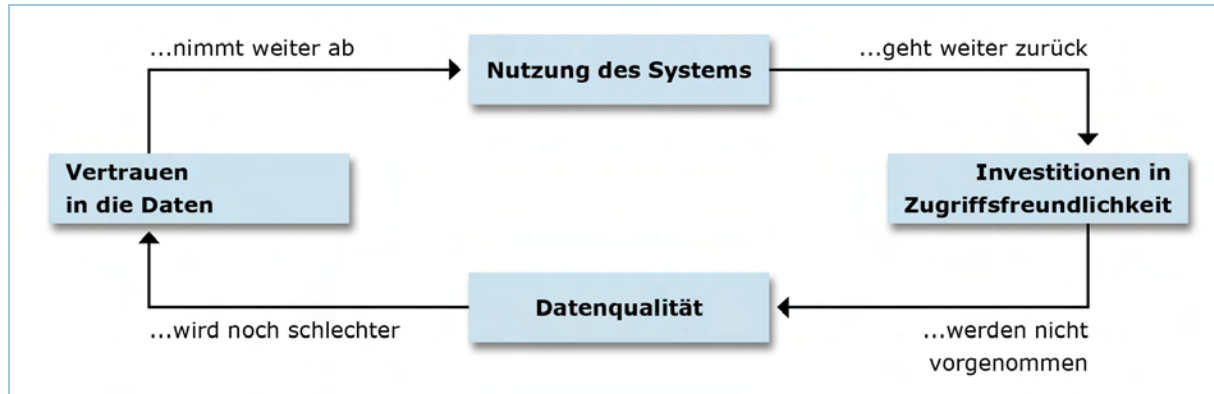 ...nimmt weiter ab
Nutzung des Systems
...geht weiter zurück
Vertrauen
in die Daten
Investitionen in
Zugriffsfreundlichkeit
Datenqualität
...wird noch schlechter
...werden nicht
vorgenommen